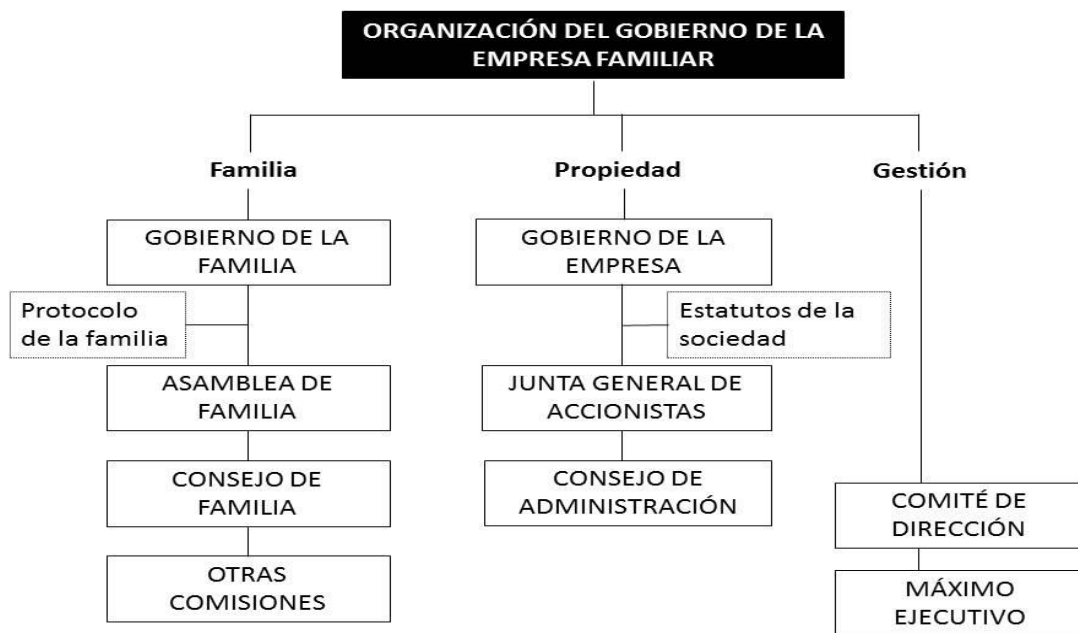 ORGANIZACIÓN DEL GOBIERNO DE LA
EMPRESA FAMILIAR
Familia
Propiedad
Gestión
GOBIERNO DE LA
FAMILIA
GOBIERNO DE LA
EMPRESA
Protocolo
de la familia
Estatutos de la
sociedad
ASAMBLEA DE
FAMILIA
JUNTA GENERAL DE
ACCIONISTAS
CONSEJO DE
FAMILIA
CONSEJO DE
ADMINISTRACIÓN
COMITÉ DE
DIRECCIÓN
OTRAS
COMISIONES
MÁXIMO
EJECUTIVO